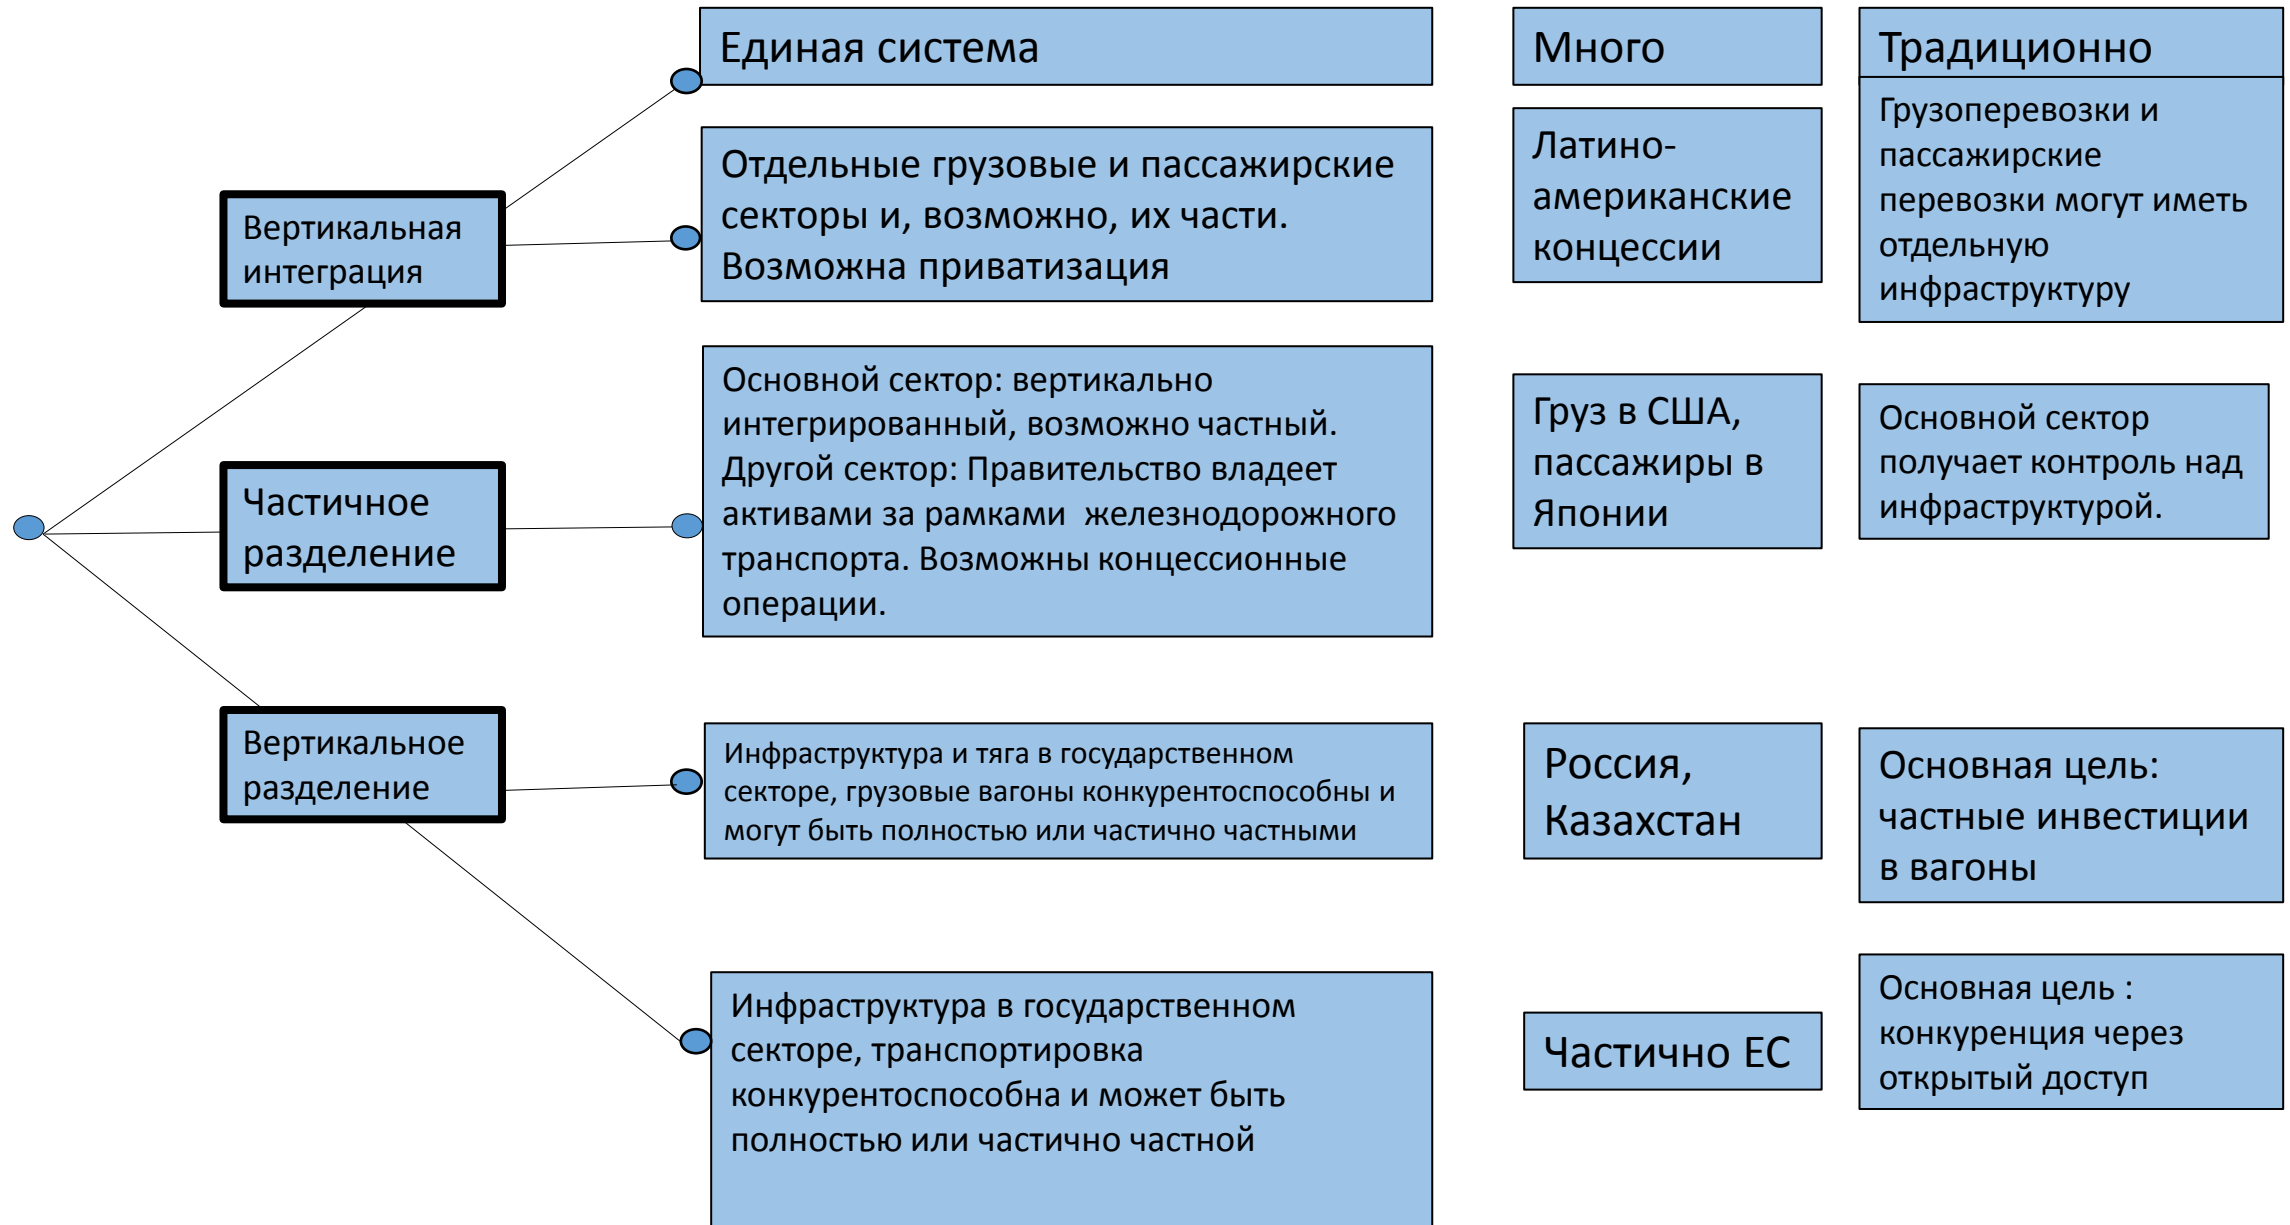 Единая система
Много
Традиционно
Вертикальная
интеграция
Отдельные грузовые и пассажирские
секторы и, возможно, их части.
Возможна приватизация
Латино-
американские
концессии
Грузоперевозки и
пассажирские
перевозки могут иметь
отдельную
инфраструктуру
Частичное
разделение
Основной сектор: вертикально
интегрированный, возможно частный.
Другой сектор: Правительство владеет
активами за рамками железнодорожного
транспорта. Возможны концессионные
операции.
Груз в США,
пассажиры в
Японии
Основной сектор
получает контроль над
инфраструктурой.
Вертикальное
разделение
Инфраструктура и тяга в государственном
секторе, грузовые вагоны конкурентоспособны и
могут быть полностью или частично частными
Россия,
Казахстан
Основная цель:
частные инвестиции
в вагоны
Инфраструктура в государственном
секторе, транспортировка
конкурентоспособна и может быть
полностью или частично частной
Частично ЕС
Основная цель :
конкуренция через
открытый доступ